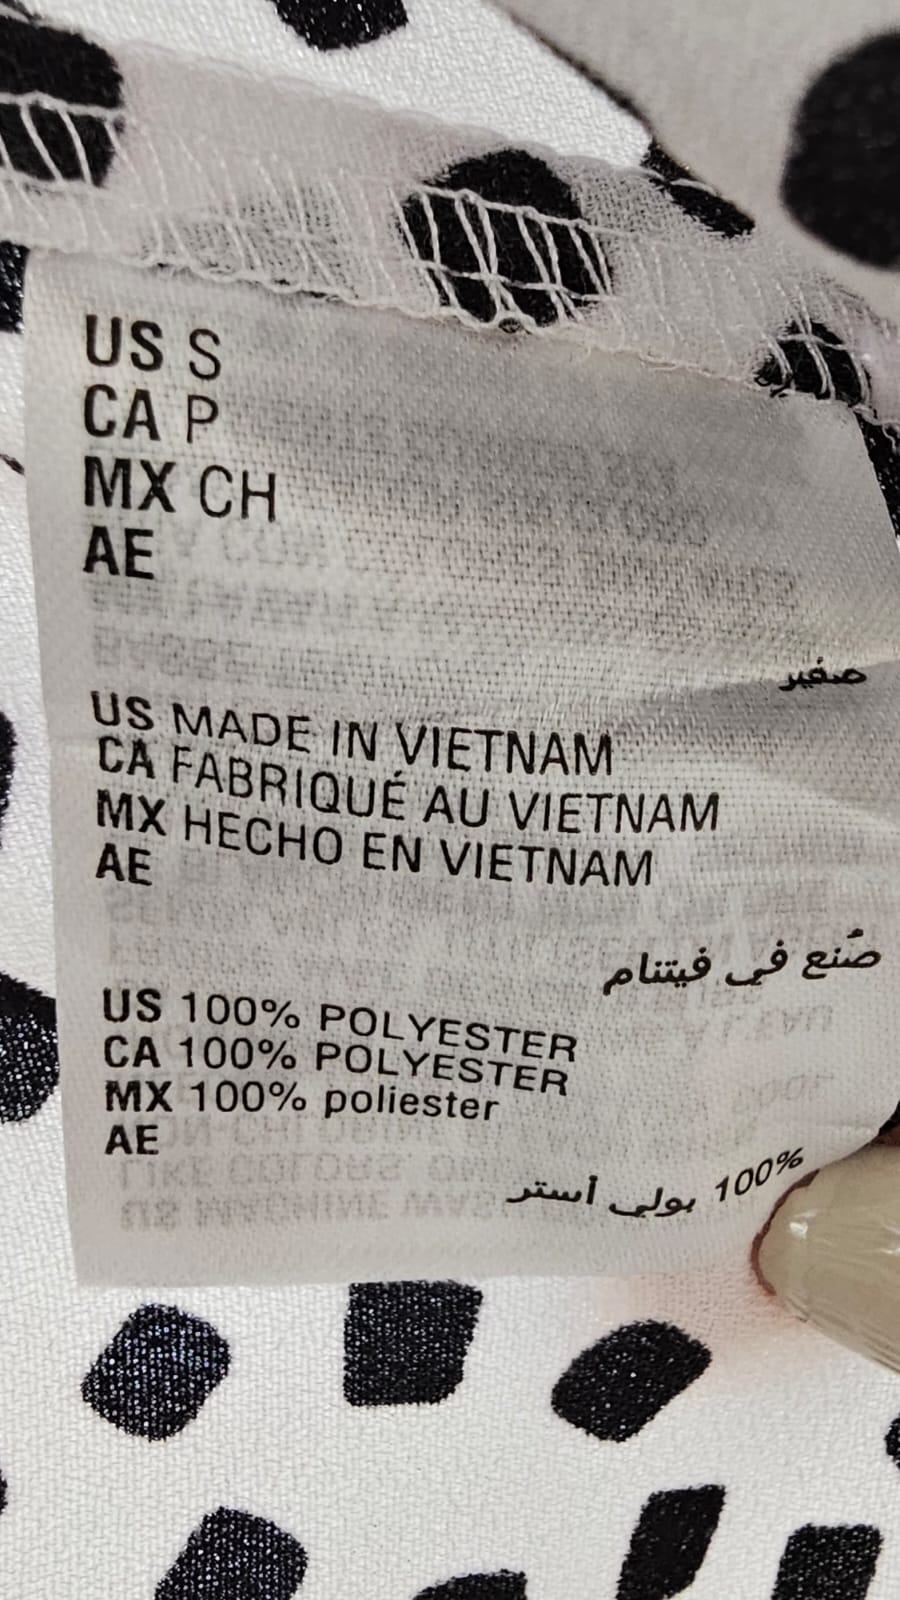 US S
CA P
MX CH
AE
صغير
US MADE IN VIETNAM
CA FABRIQUÉ AU VIETNAM
MX HECHO EN VIETNAM
AE
صُنع في فيتنام
US 100% POLYESTER
CA 100% POLYESTER
MX 100% poliester
AE
100% بولي أستر